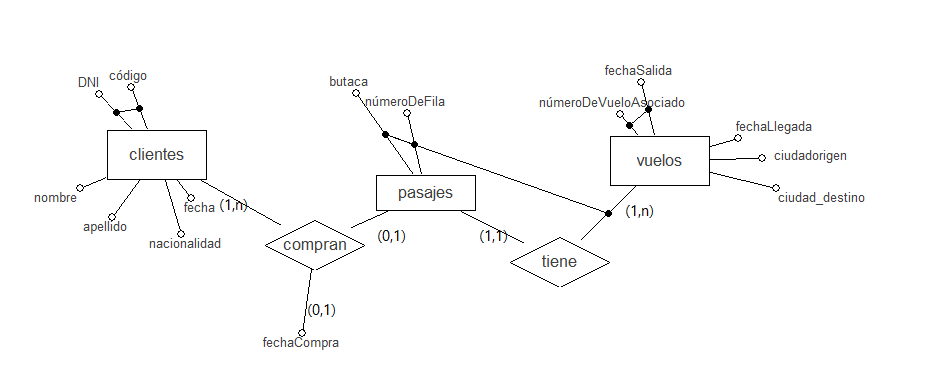 fechaSalida
código
DNI
butaca
númeroDeFila
númeroDeVueloAsociado
fechaLlegada
clientes
ciudadorigen
vuelos
pasajes
nombre
fecha
(1,n)
ciudad_destino
apellido
nacionalidad
(1,n)
(0,1)
(1,1)
compran
tiene
(0,1)
fechaCompra